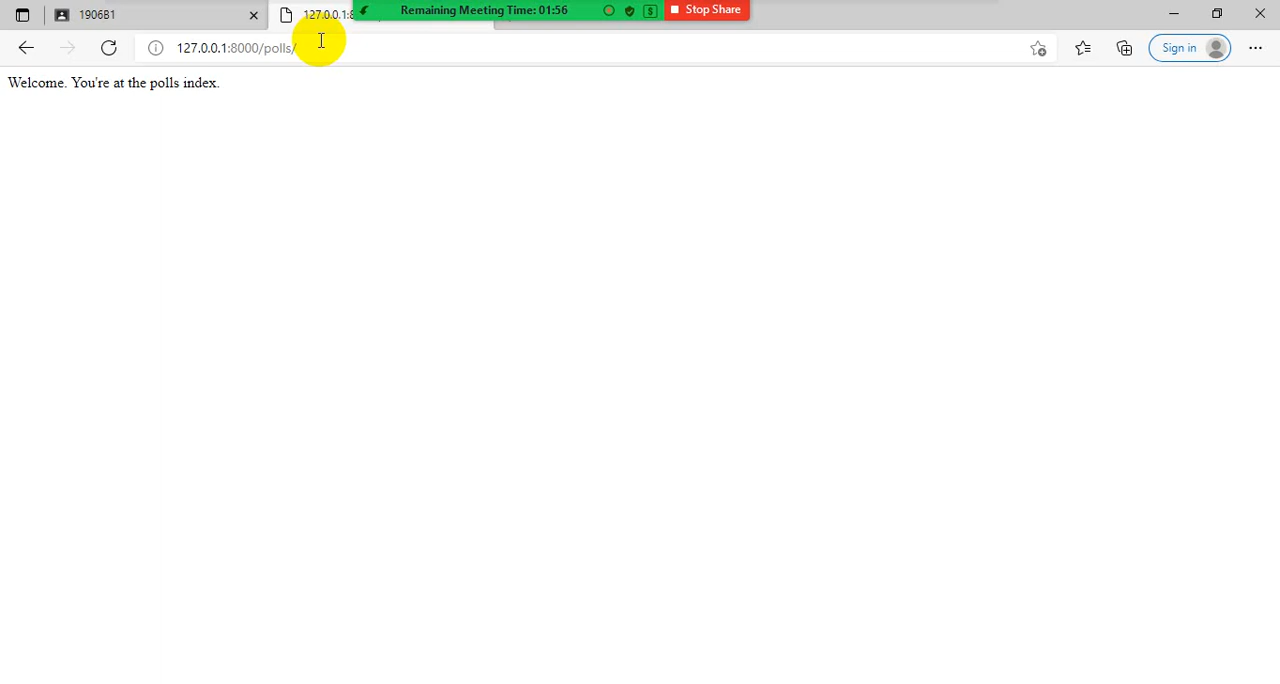 1906B1
127.0.0.1:8
Remaining Meeting Time: 01:56
Stop Share
127.0.0.1:8000/polls/
Sign in
Welcome. You're at the polls index.